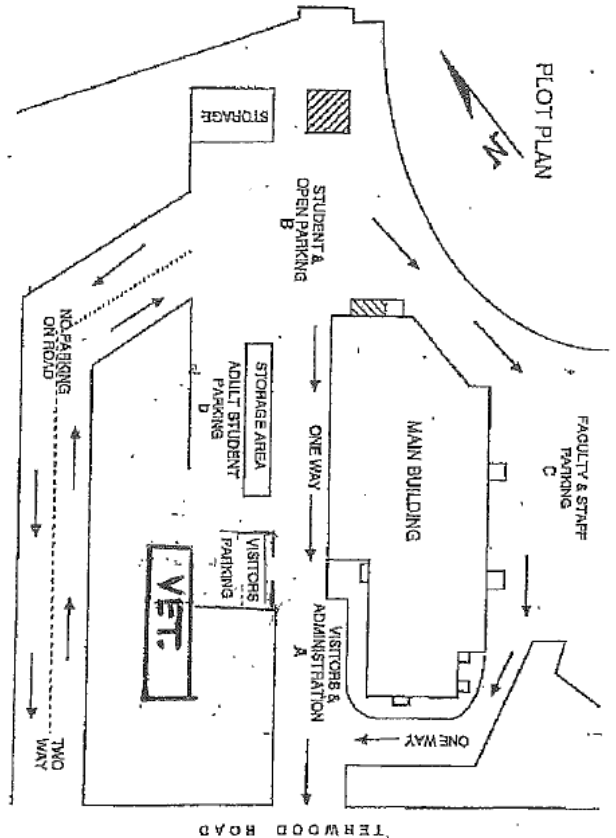 PLOT PLAN
N
STORAGE
STUDENT &
OPEN PARKING
B
NO PARKING
ON ROAD
STORAGE AREA
ADULT STUDENT
PARKING
D
ONE WAY
MAIN BUILDING
FACULTY & STAFF
PARKING
C
VISITORS
PARKING
VET.
VISITORS &
ADMINISTRATION
A
ONE WAY
TWO
WAY
TERWOOD ROAD